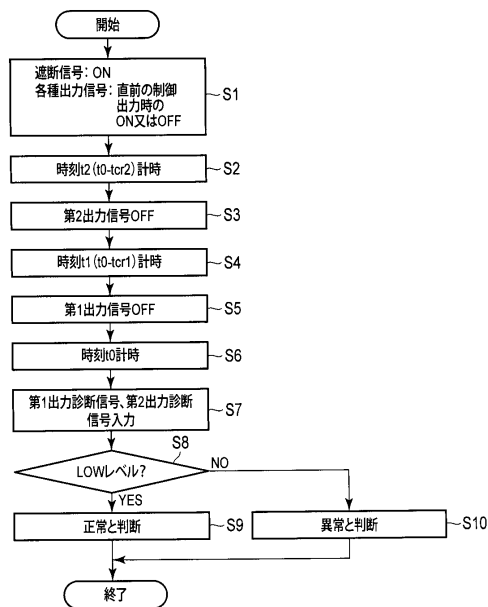 開始
遮断信号: ON
各種出力信号: 直前の制御
出力時の
ON又はOFF
S1
時刻t2(t0-tcr2)計時
S2
第2出力信号OFF
S3
時刻t1(t0-tcr1)計時
S4
第1出力信号OFF
S5
時刻t0計時
S6
第1出力診断信号、第2出力診断
信号入力
S7
S8
LOWレベル?
NO
YES
正常と判断
S9
異常と判断
S10
終了